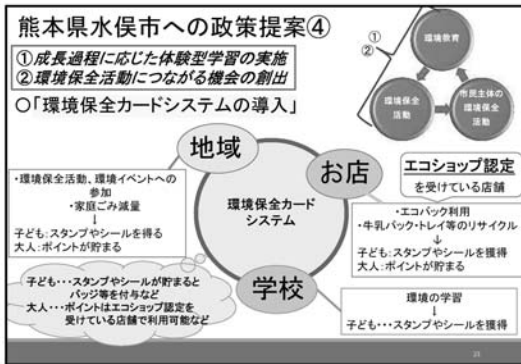 熊本県水俣市への政策提案④
①成長過程に応じた体験型学習の実施
②環境保全活動につながる機会の創出
○「環境保全カードシステムの導入」
①
②
環境教育
環境保全
活動
市民主体の
環境保全
活動
地域
お店
学校
環境保全カード
システム
・環境保全活動、環境イベントへの
参加
・家庭ごみ減量
↓
子ども:スタンプやシールを得る
大人:ポイントが貯まる
エコショップ認定
を受けている店舗
・エコバック利用
・牛乳パック・トレイ等のリサイクル
↓
子ども:スタンプやシールを獲得
大人:ポイントが貯まる
子ども・・・スタンプやシールが貯まると
バッジ等を付与など
大人・・・ポイントはエコショップ認定を
受けている店舗で利用可能など
環境の学習
↓
子ども・・・スタンプやシールを獲得